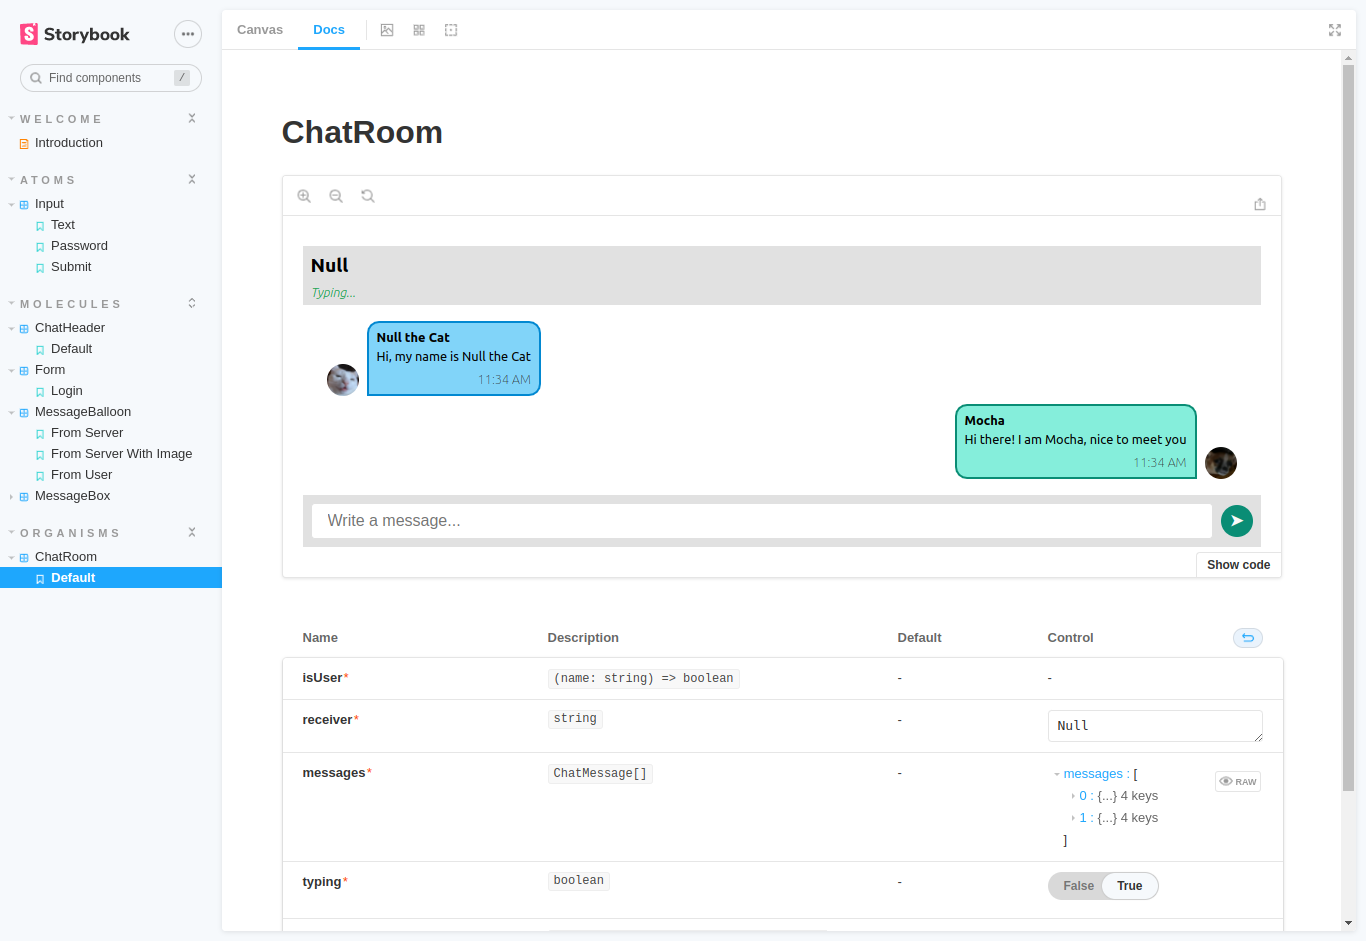 Storybook
Find components
/
WELCOME
Introduction
ATOMS
Input
Text
Password
Submit
MOLECULES
ChatHeader
Default
Form
Login
MessageBalloon
From Server
From Server With Image
From User
MessageBox
ORGANISMS
ChatRoom
Default
Canvas
Docs
ChatRoom
Null
Typing...
Null the Cat
Hi, my name is Null the Cat
11:34 AM
Mocha
Hi there! I am Mocha, nice to meet you
11:34 AM
Write a message...
Show code
Name Description Default Control
isUser* (name: string) => boolean - -
receiver* string - Null
messages* ChatMessage[] - messages : [ RAW
0 : {...} 4 keys
1 : {...} 4 keys
]
typing* boolean - False True